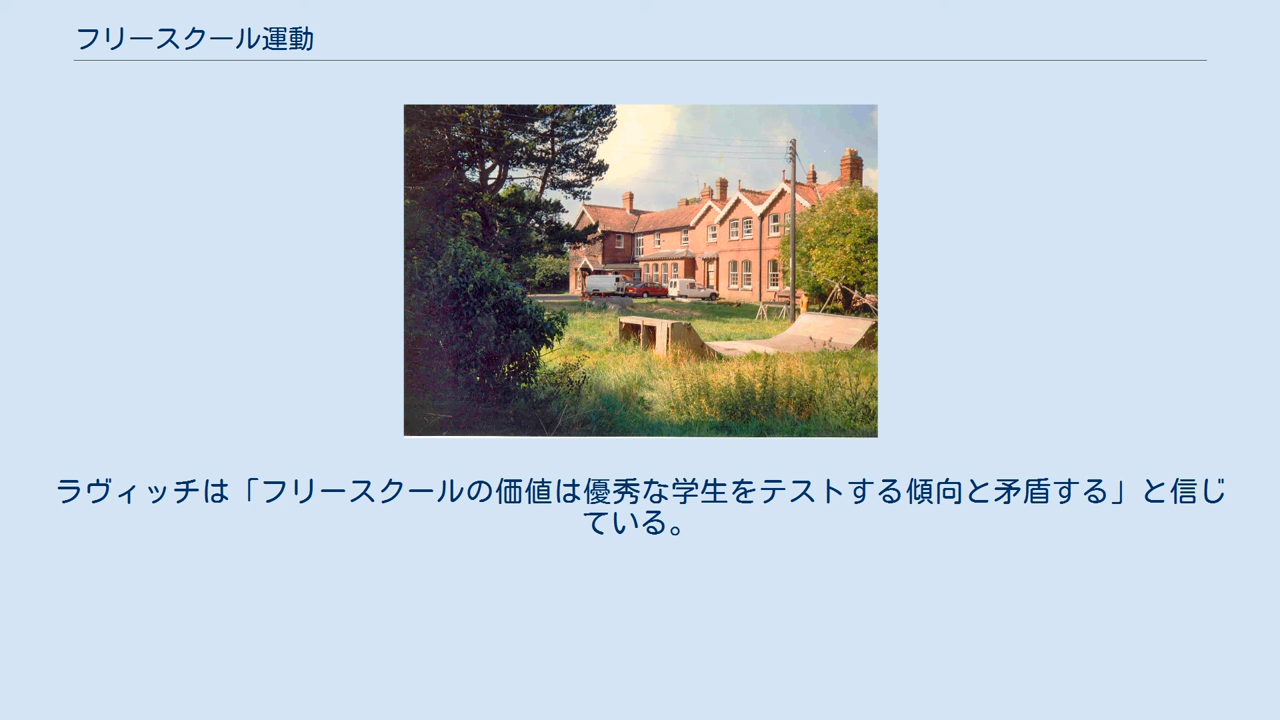 フリースクール運動
ラヴィッチは「フリースクールの価値は優秀な学生をテストする傾向と矛盾する」と信じ
ている。